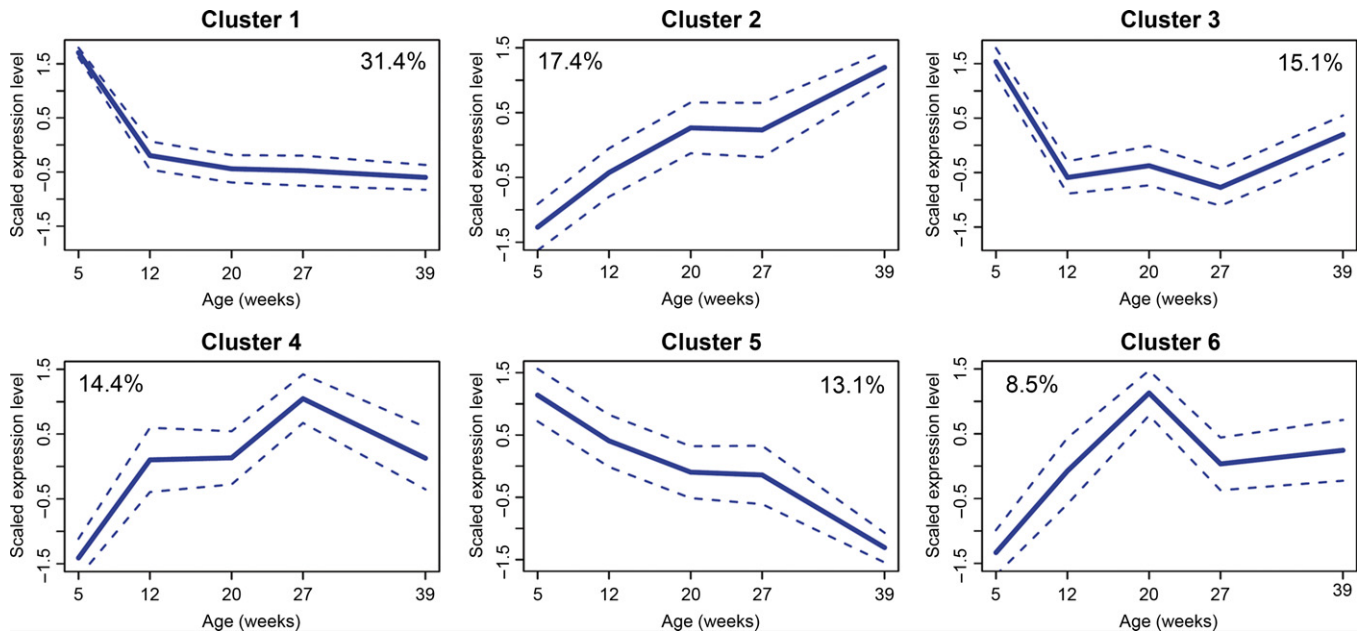 Cluster 1
Scaled expression level
1.5
0.5
−0.5
−1.5
31.4%
5 12 20 27 39
Age (weeks)
Cluster 2
Scaled expression level
1.5
0.5
−0.5
−1.5
17.4%
5 12 20 27 39
Age (weeks)
Cluster 3
Scaled expression level
1.5
0.5
−0.5
−1.5
15.1%
5 12 20 27 39
Age (weeks)
Cluster 4
Scaled expression level
1.5
0.5
−0.5
−1.5
14.4%
5 12 20 27 39
Age (weeks)
Cluster 5
Scaled expression level
1.5
0.5
−0.5
−1.5
13.1%
5 12 20 27 39
Age (weeks)
Cluster 6
Scaled expression level
1.5
0.5
−0.5
−1.5
8.5%
5 12 20 27 39
Age (weeks)